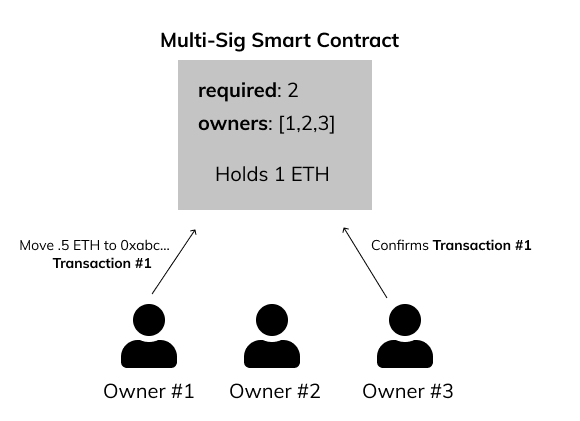 Multi-Sig Smart Contract
required: 2
owners: [1,2,3]
Holds 1 ETH
Move .5 ETH to 0xabc...
Transaction #1
Confirms Transaction #1
Owner #1
Owner #2
Owner #3